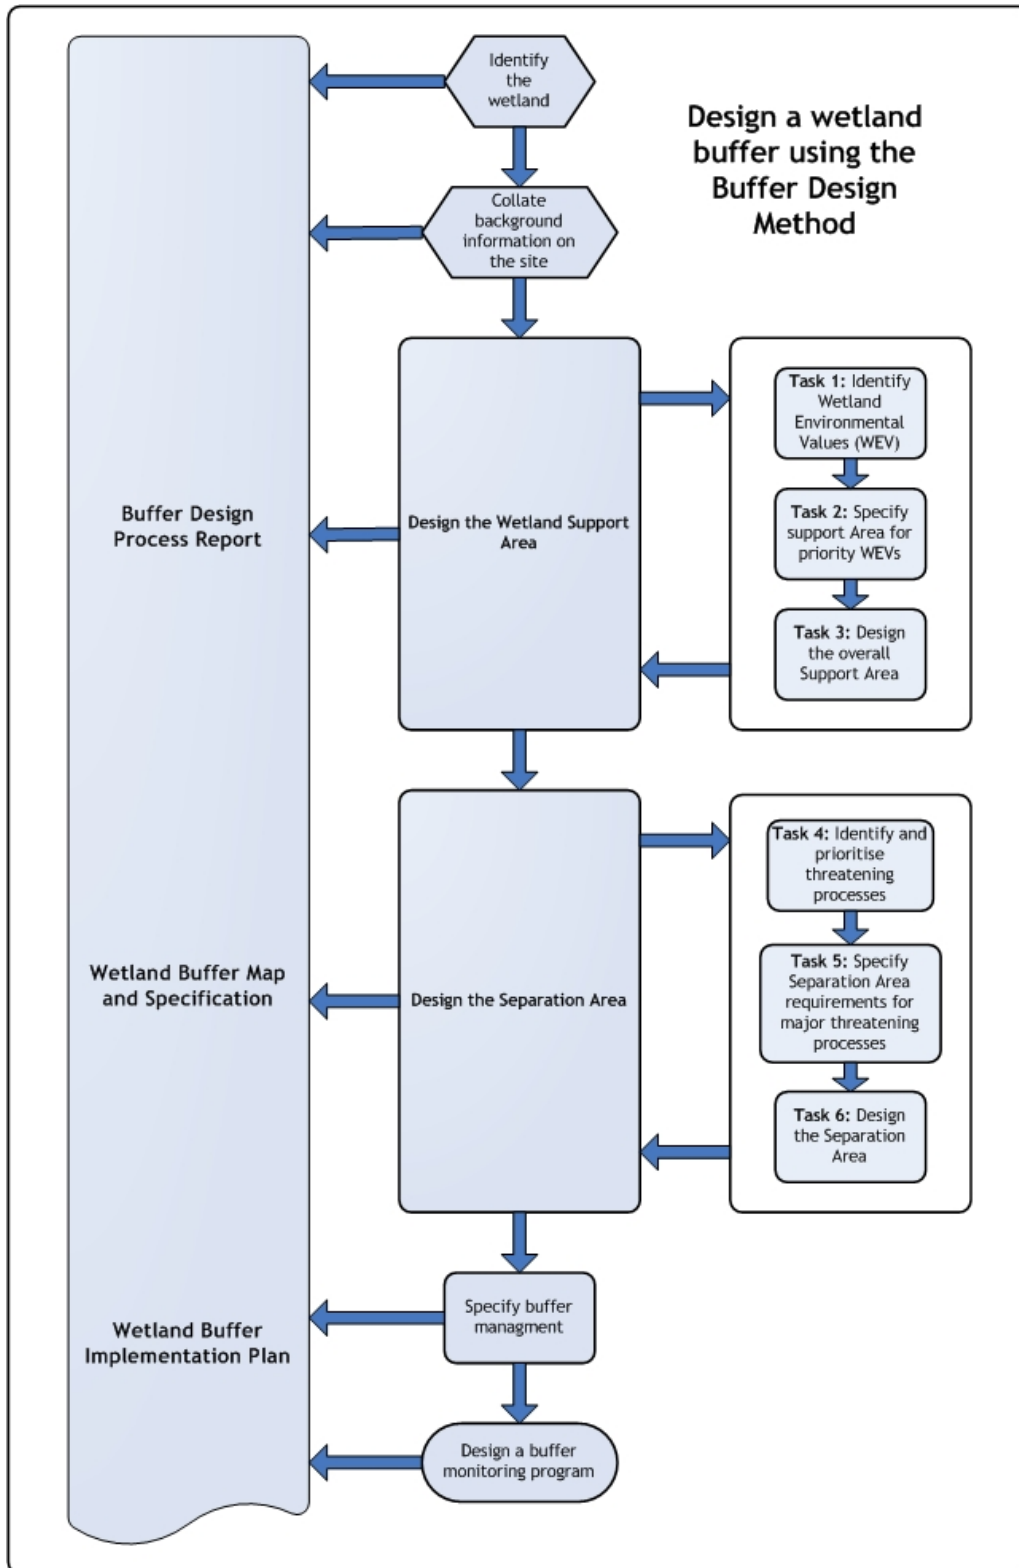 Identify
the
wetland
Design a wetland
buffer using the
Buffer Design
Method
Collate
background
information on
the site
Design the Wetland Support
Area
Task 1: Identify
Wetland
Environmental
Values (WEV)
Task 2: Specify
support Area for
priority WEVs
Task 3: Design
the overall
Support Area
Buffer Design
Process Report
Design the Separation Area
Task 4: Identify and
prioritise
threatening
processes
Task 5: Specify
Separation Area
requirements for
major threatening
processes
Task 6: Design
the Separation
Area
Wetland Buffer Map
and Specification
Specify buffer
managment
Wetland Buffer
Implementation Plan
Design a buffer
monitoring program